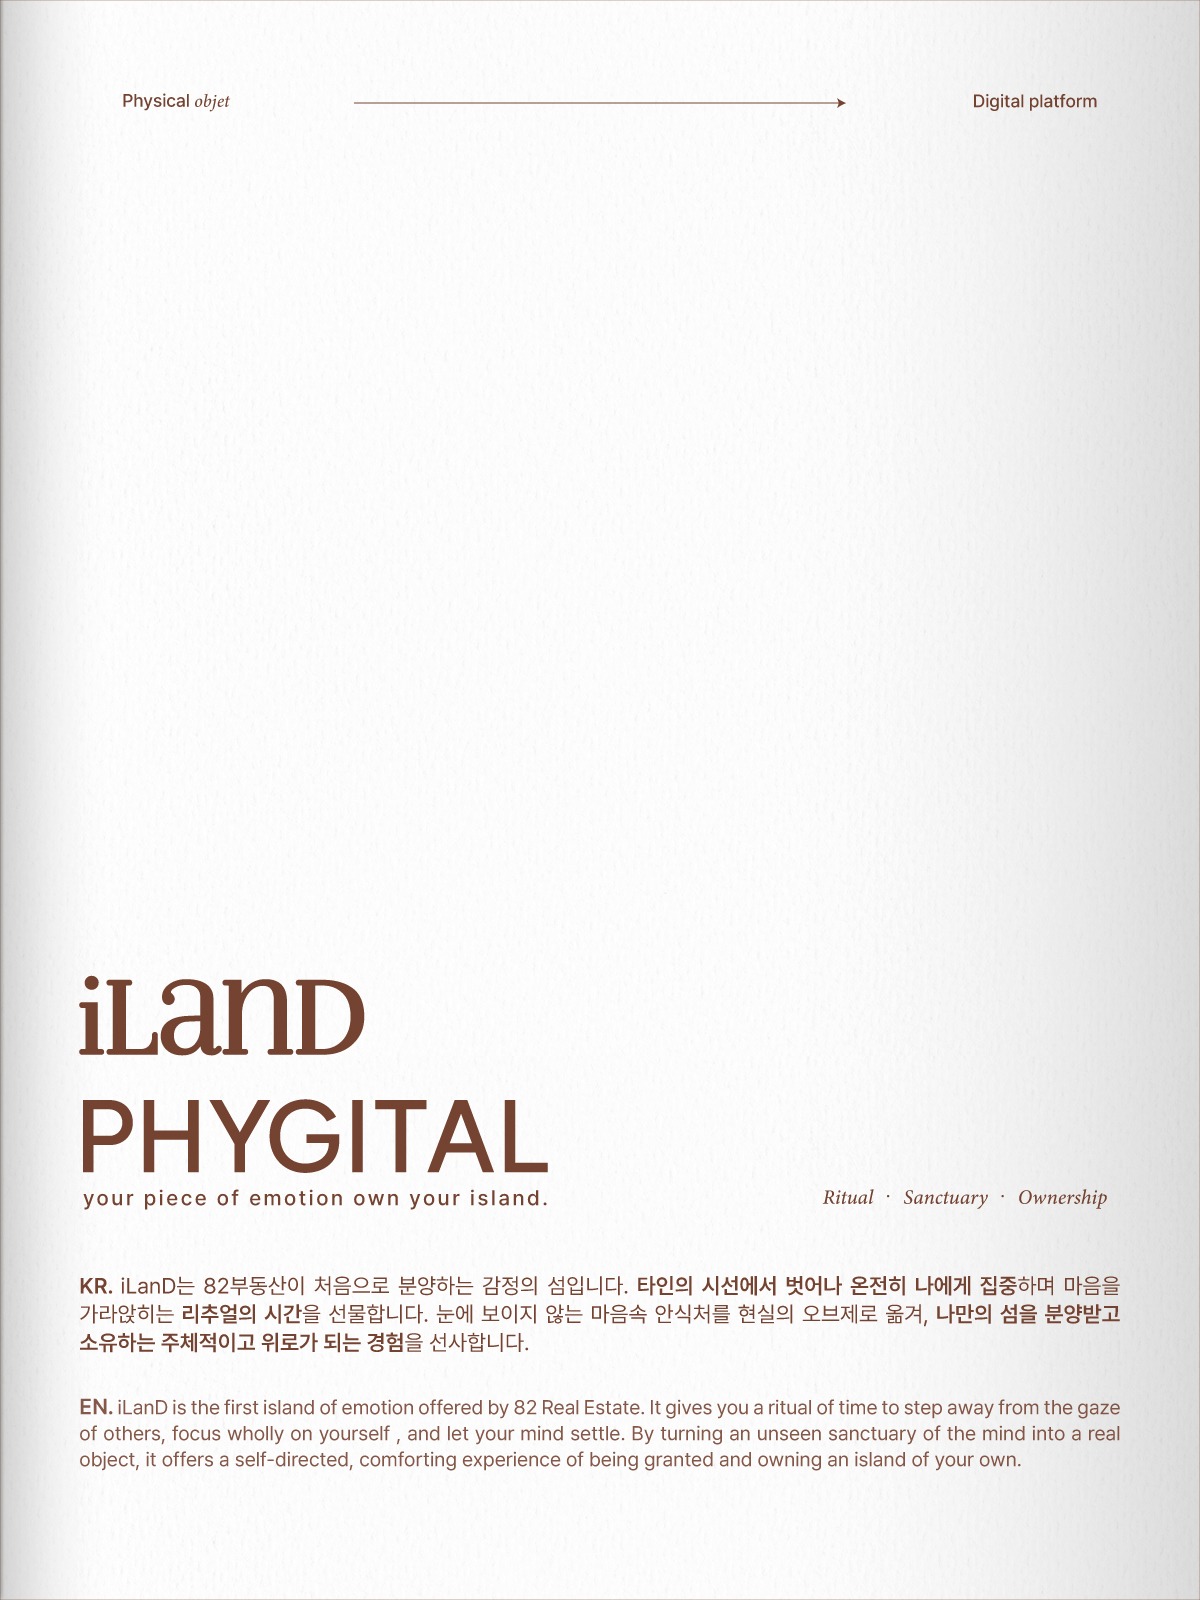 Physical objet
Digital platform
iLanD
PHYGITAL
your piece of emotion own your island.
Ritual · Sanctuary · Ownership
KR. iLanD는 82부동산이 처음으로 분양하는 감정의 섬입니다. 타인의 시선에서 벗어나 온전히 나에게 집중하며 마음을
가라앉히는 리추얼의 시간을 선물합니다. 눈에 보이지 않는 마음속 안식처를 현실의 오브제로 옮겨, 나만의 섬을 분양받고
소유하는 주체적이고 위로가 되는 경험을 선사합니다.
EN. iLanD is the first island of emotion offered by 82 Real Estate. It gives you a ritual of time to step away from the gaze
of others, focus wholly on yourself , and let your mind settle. By turning an unseen sanctuary of the mind into a real
object, it offers a self-directed, comforting experience of being granted and owning an island of your own.